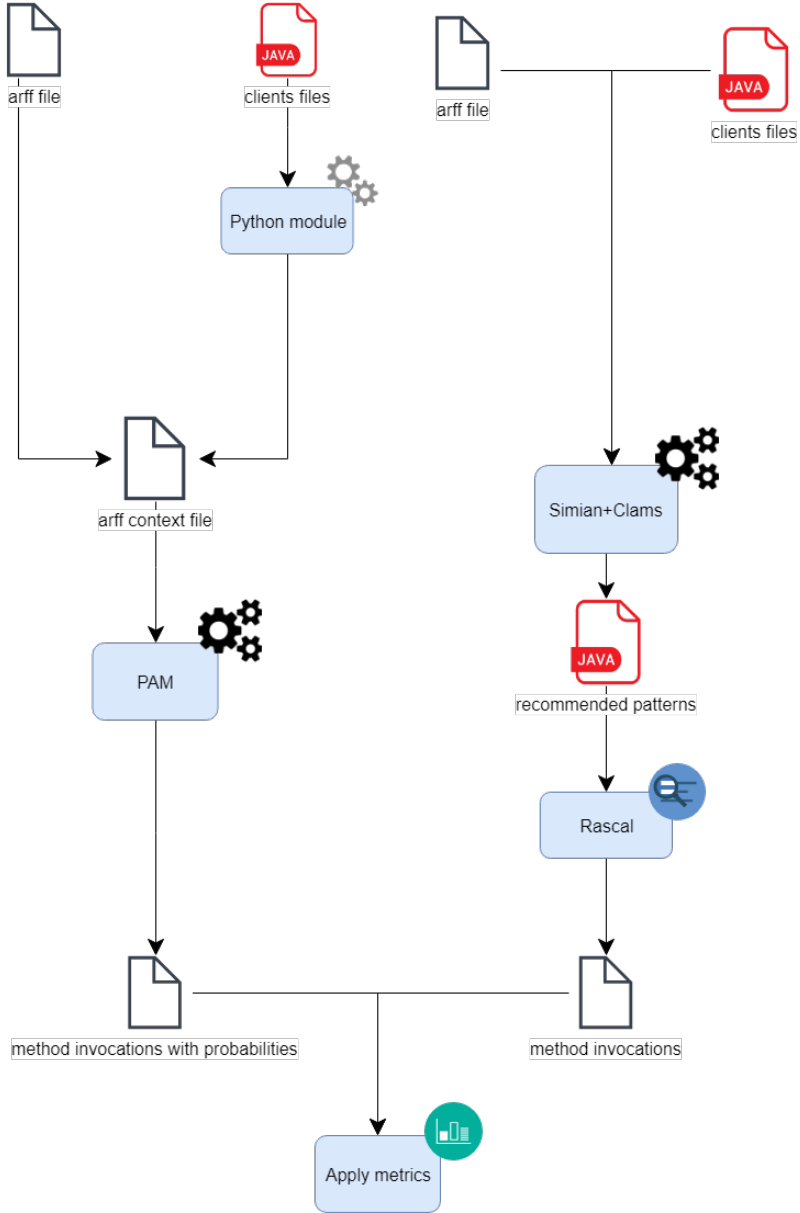 JAVA
arff file
clients files
arff file
JAVA
clients files
Python module
arff context file
Simian+Clams
PAM
JAVA
recommended patterns
Rascal
method invocations with probabilities
method invocations
Apply metrics